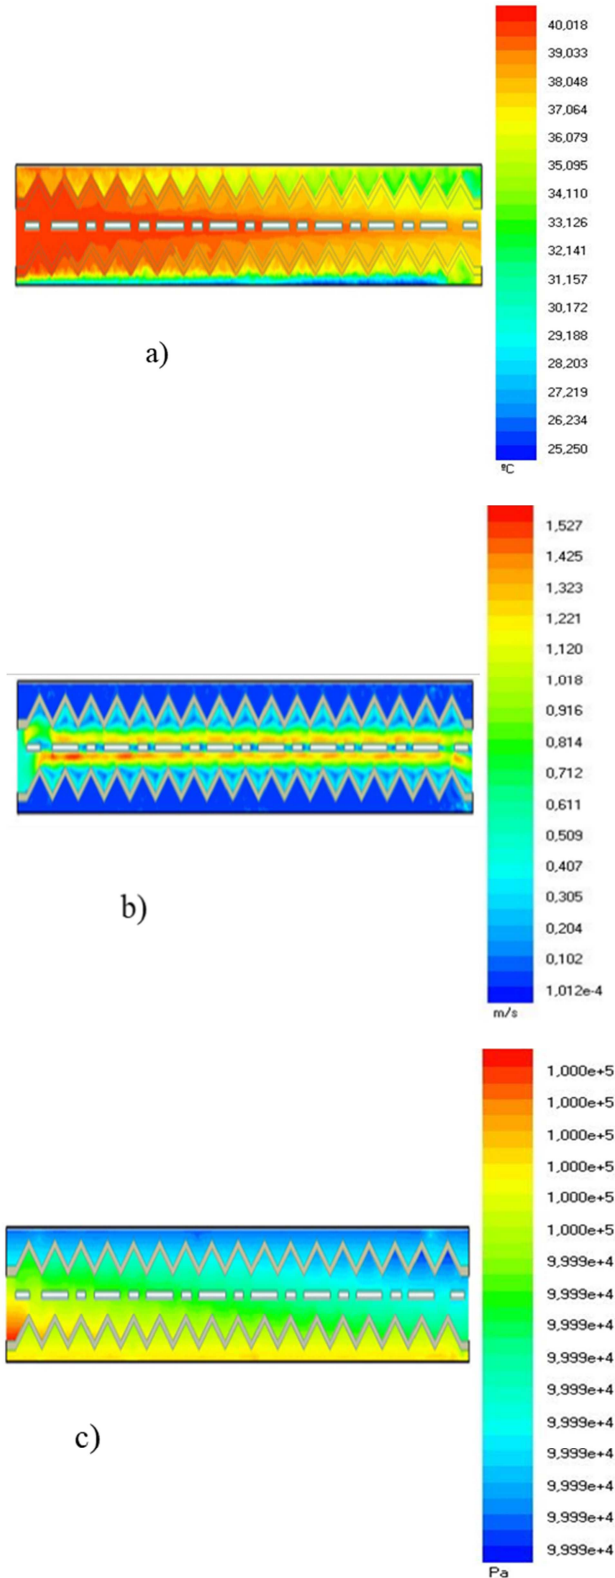 40,018
39,033
38,048
37,064
36,079
35,095
34,110
33,126
32,141
31,157
30,172
29,188
28,203
27,219
26,234
25,250
ºC
a)
1,527
1,425
1,323
1,221
1,120
1,018
0,916
0,814
0,712
0,611
0,509
0,407
0,305
0,204
0,102
1,012e-4
m/s
b)
1,000e+5
1,000e+5
1,000e+5
1,000e+5
1,000e+5
1,000e+5
9,999e+4
9,999e+4
9,999e+4
9,999e+4
9,999e+4
9,999e+4
9,999e+4
9,999e+4
9,999e+4
9,999e+4
Pa
c)